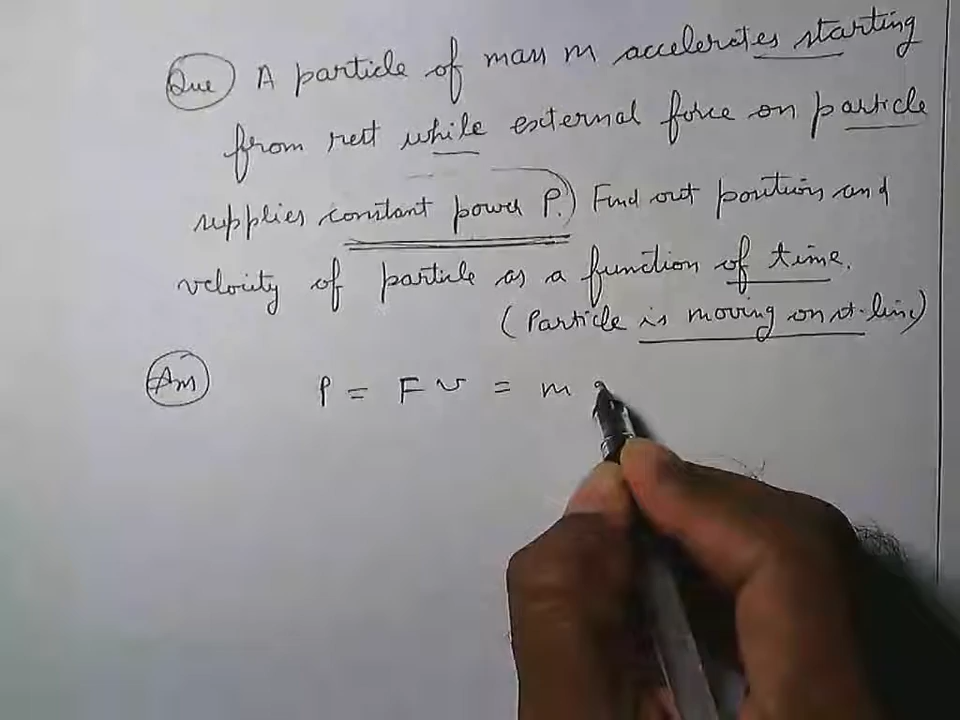 Que A particle of mass m accelerates starting
from rest while external force on particle
supplies constant power P.) Find out position and
velocity of particle as a function of time.
(Particle is moving on st. line)
Ans P = F v = m